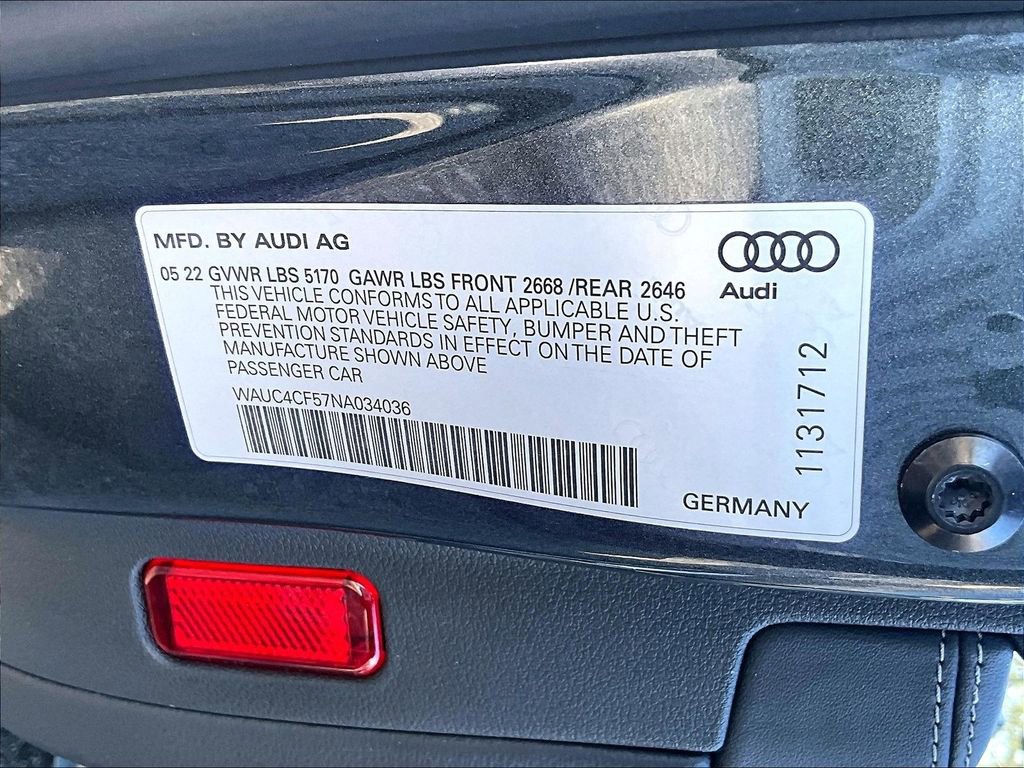 MFD. BY AUDI AG
Audi
05 22 GVWR LBS 5170 GAWR LBS FRONT 2668 /REAR 2646
THIS VEHICLE CONFORMS TO ALL APPLICABLE U.S.
FEDERAL MOTOR VEHICLE SAFETY, BUMPER AND THEFT
PREVENTION STANDARDS IN EFFECT ON THE DATE OF
MANUFACTURE SHOWN ABOVE
PASSENGER CAR
WAUC4CF57NA034036
1131712
GERMANY